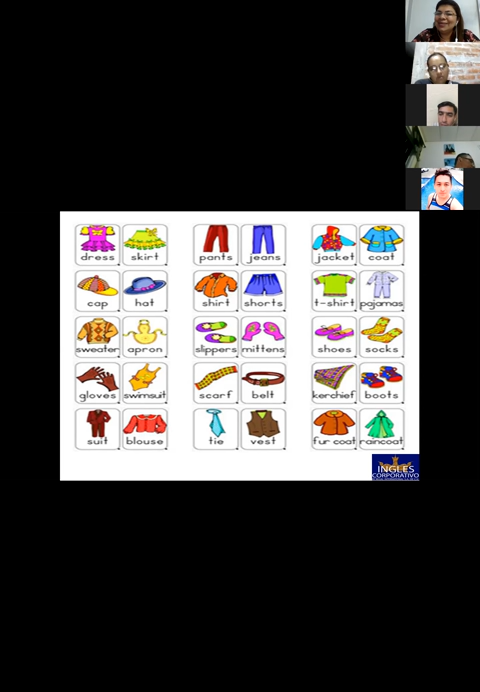 dress skirt pants jeans jacket coat
cap hat shirt shorts t-shirt pajamas
sweater apron slippers mittens shoes socks
gloves swimsuit scarf belt kerchief boots
suit blouse tie vest fur coat raincoat
INGLES
CORPORATIVO